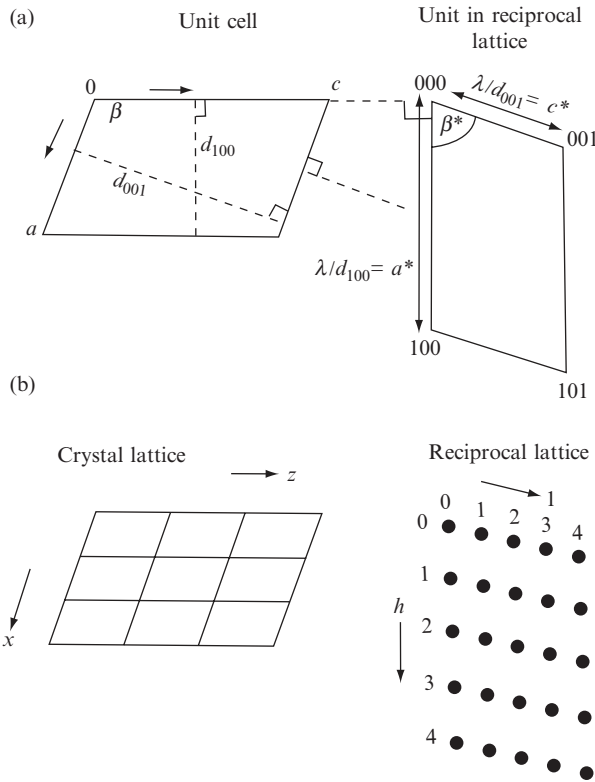 (a)
Unit cell
Unit in reciprocal
lattice
0
c
β
d100
d001
a
000
λ/d001 = c*
001
β*
λ/d100 = a*
100
101
(b)
Crystal lattice
z
x
Reciprocal lattice
1
0
1
2
3
4
0
1
h
2
3
4